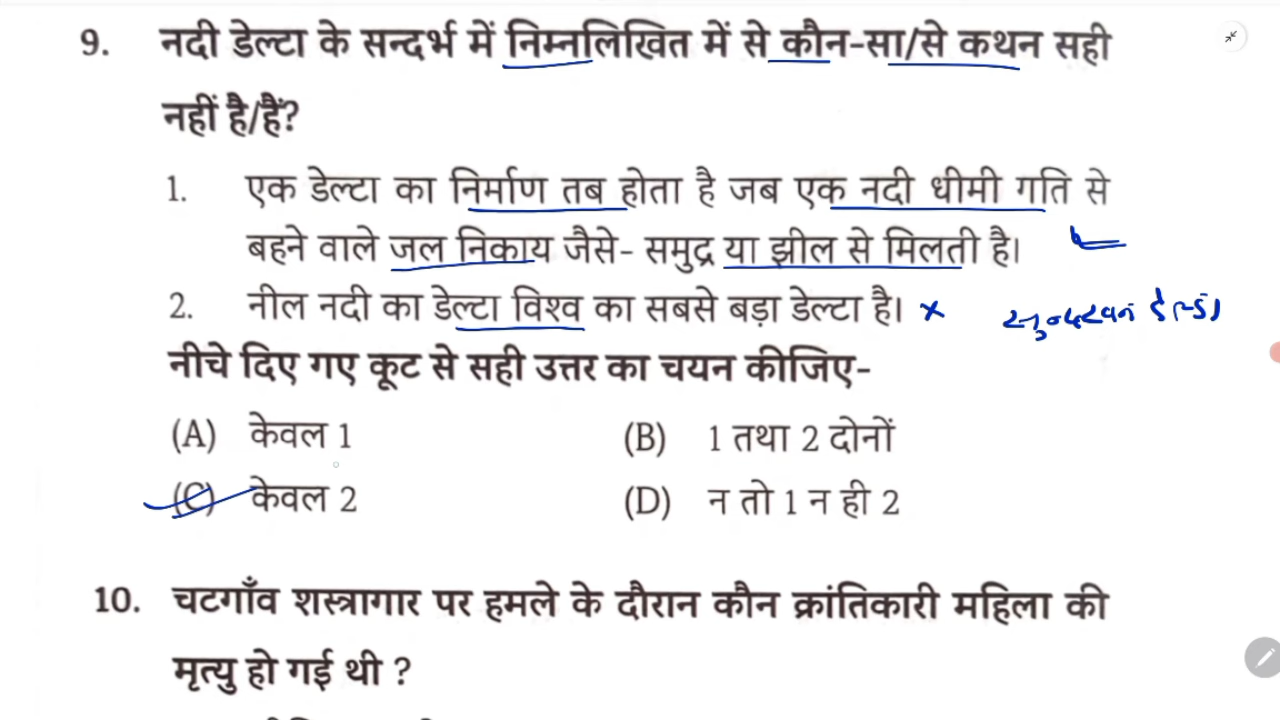 9. नदी डेल्टा के सन्दर्भ में निम्नलिखित में से कौन-सा/से कथन सही
नहीं है/हैं?
1. एक डेल्टा का निर्माण तब होता है जब एक नदी धीमी गति से
बहने वाले जल निकाय जैसे- समुद्र या झील से मिलती है।
2. नील नदी का डेल्टा विश्व का सबसे बड़ा डेल्टा है। × सुन्दरवन डेल्टा
नीचे दिए गए कूट से सही उत्तर का चयन कीजिए-
(A) केवल 1 (B) 1 तथा 2 दोनों
(C) केवल 2 (D) न तो 1 न ही 2
10. चटगाँव शस्त्रागार पर हमले के दौरान कौन क्रांतिकारी महिला की
मृत्यु हो गई थी ?